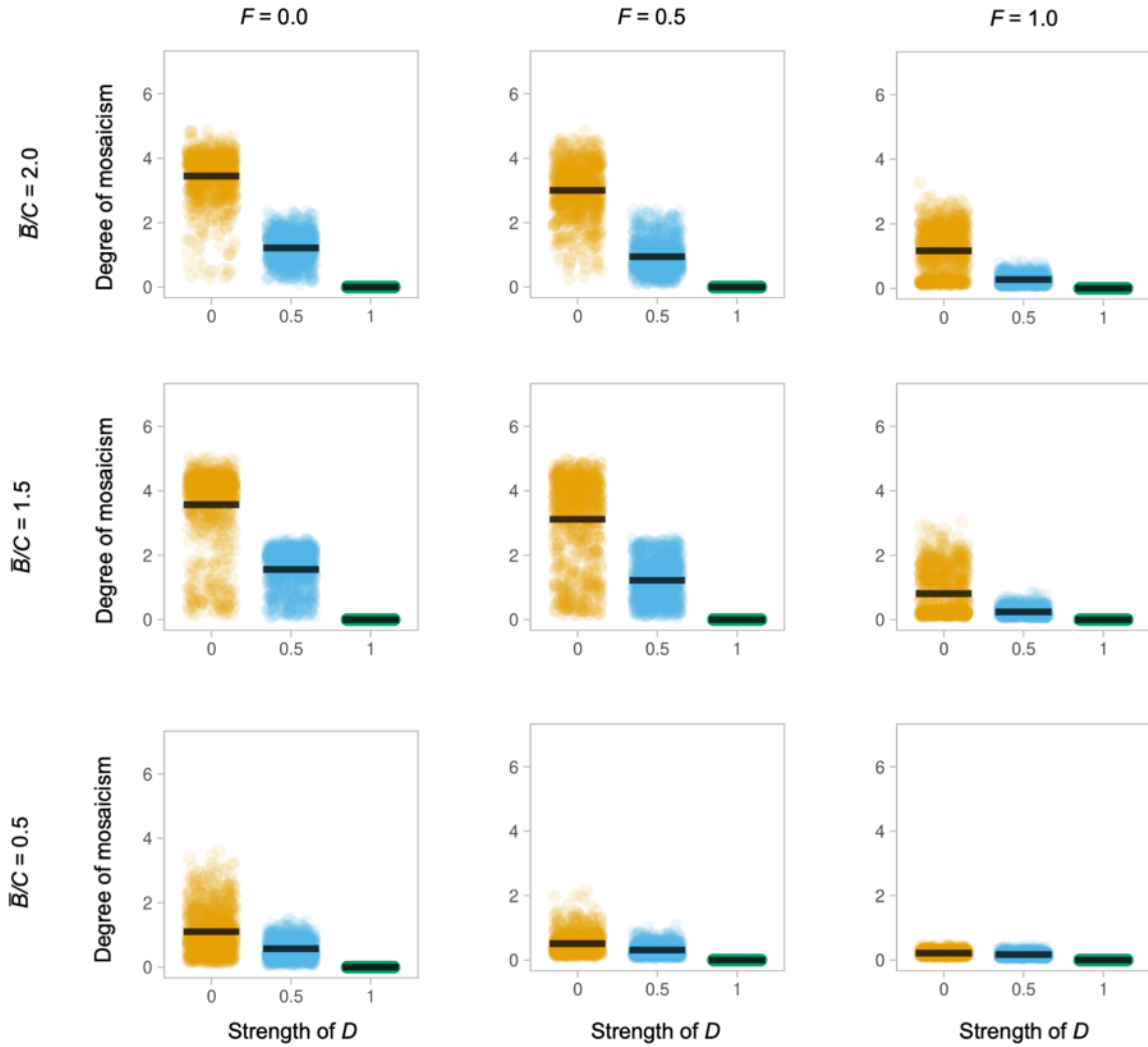 F = 0.0 F = 0.5 F = 1.0
B̅/C = 2.0
Degree of mosaicism
6 6 6
4 4 4
2 2 2
0 0 0
0 0.5 1 0 0.5 1 0 0.5 1
B̅/C = 1.5
Degree of mosaicism
6 6 6
4 4 4
2 2 2
0 0 0
0 0.5 1 0 0.5 1 0 0.5 1
B̅/C = 0.5
Degree of mosaicism
6 6 6
4 4 4
2 2 2
0 0 0
0 0.5 1 0 0.5 1 0 0.5 1
Strength of D Strength of D Strength of D